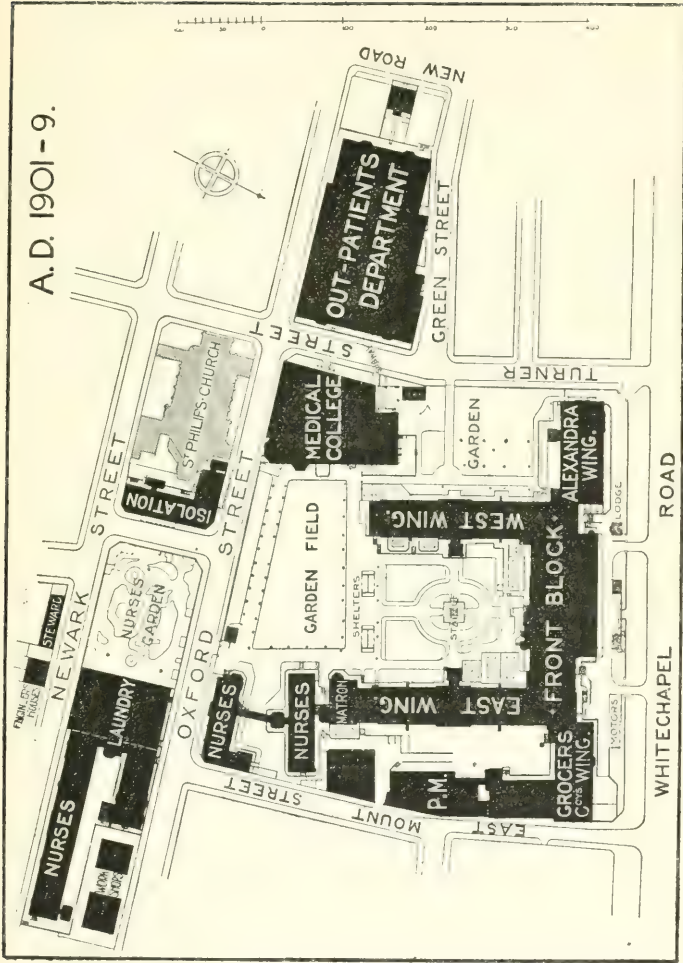 A.D. 1901-9.
NEW ROAD
OUT-PATIENTS
DEPARTMENT
GREEN STREET
STREET
TURNER
ST PHILIPS CHURCH
ISOLATION
MEDICAL
COLLEGE
GARDEN
ALEXANDRA
WING.
LODGE
NEWARK
STREET
OXFORD
STREET
NURSES
GARDEN
GARDEN FIELD
SHELTERS
WEST WING.
FRONT BLOCK
STEWARD
HOUSES
NURSES
LAUNDRY
WORK
SHOPS
NURSES
NURSES
MATRON
EAST WING.
P.M.
GROCERS
COYS WING.
MOTORS
EAST
MOUNT
STREET
WHITECHAPEL
ROAD